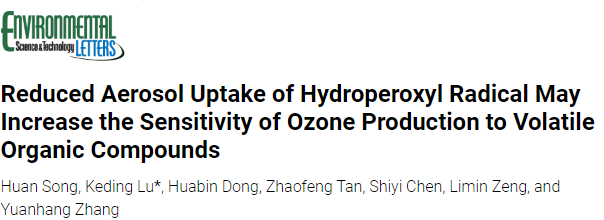 ENVIRONMENTAL
Science & Technology LETTERS
Reduced Aerosol Uptake of Hydroperoxyl Radical May
Increase the Sensitivity of Ozone Production to Volatile
Organic Compounds
Huan Song, Keding Lu*, Huabin Dong, Zhaofeng Tan, Shiyi Chen, Limin Zeng, and
Yuanhang Zhang